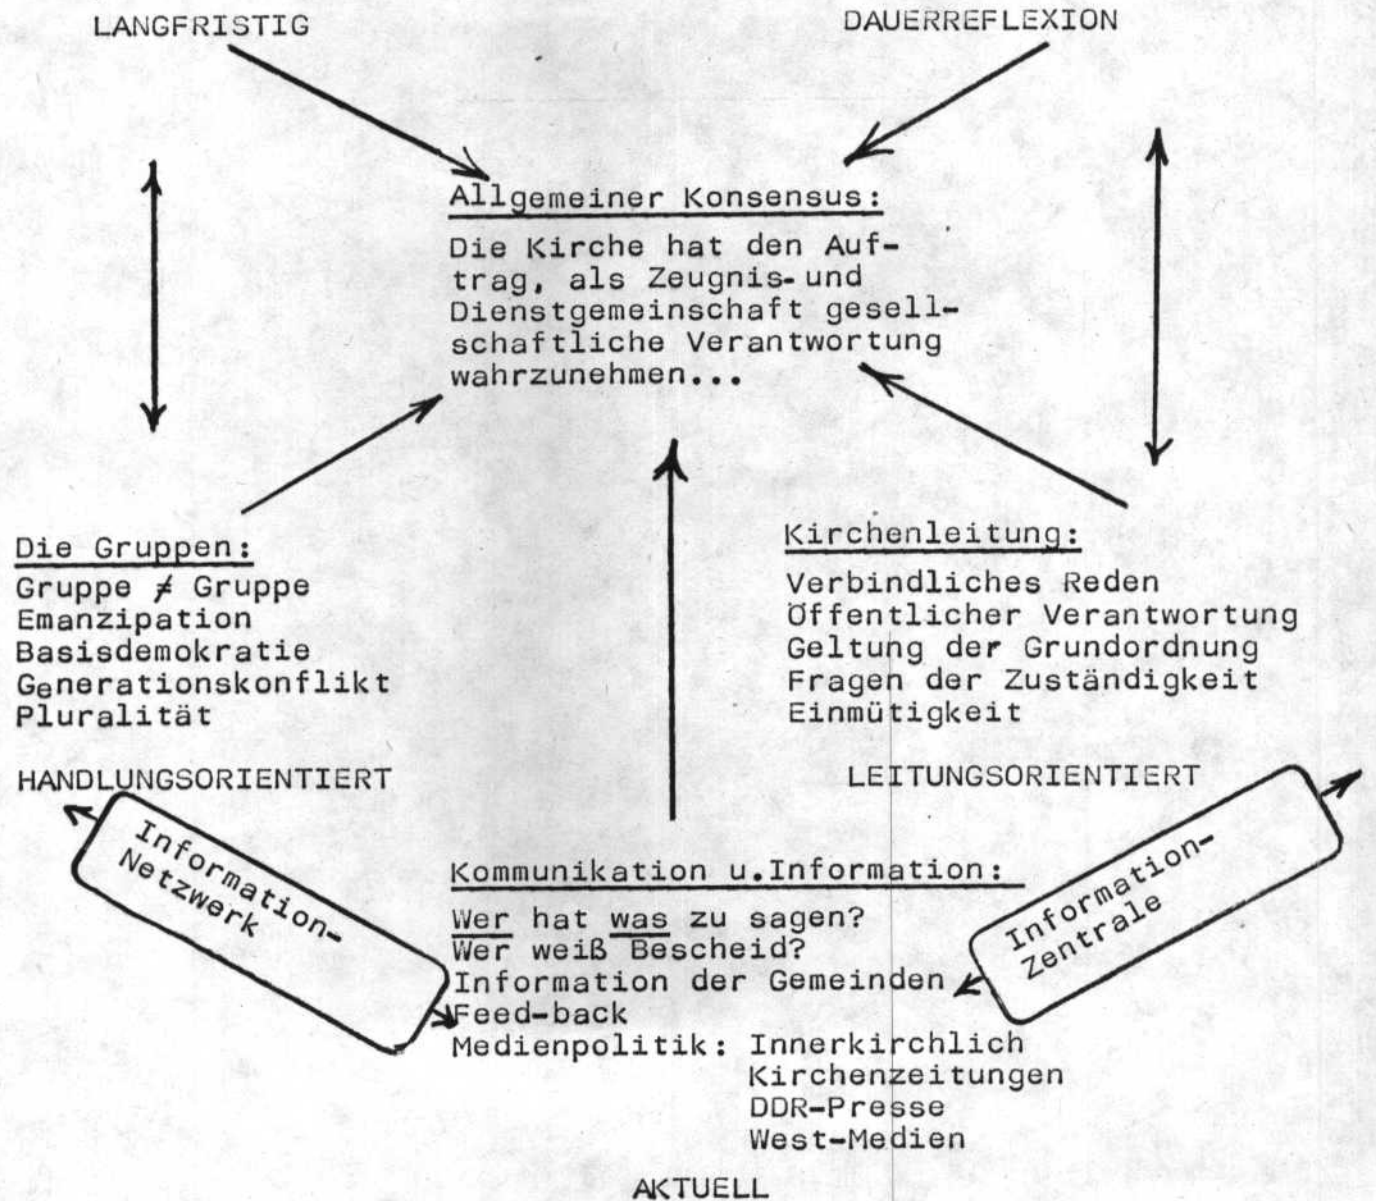 LANGFRISTIG
DAUERREFLEXION
Allgemeiner Konsensus:
Die Kirche hat den Auf-
trag, als Zeugnis- und
Dienstgemeinschaft gesell-
schaftliche Verantwortung
wahrzunehmen...
Die Gruppen:
Gruppe ≠ Gruppe
Emanzipation
Basisdemokratie
Generationskonflikt
Pluralität
HANDLUNGSORIENTIERT
Kirchenleitung:
Verbindliches Reden
Öffentlicher Verantwortung
Geltung der Grundordnung
Fragen der Zuständigkeit
Einmütigkeit
LEITUNGSORIENTIERT
Information-
Netzwerk
Kommunikation u.Information:
Wer hat was zu sagen?
Wer weiß Bescheid?
Information der Gemeinden
Feed-back
Medienpolitik: Innerkirchlich
Kirchenzeitungen
DDR-Presse
West-Medien
Information-
Zentrale
AKTUELL